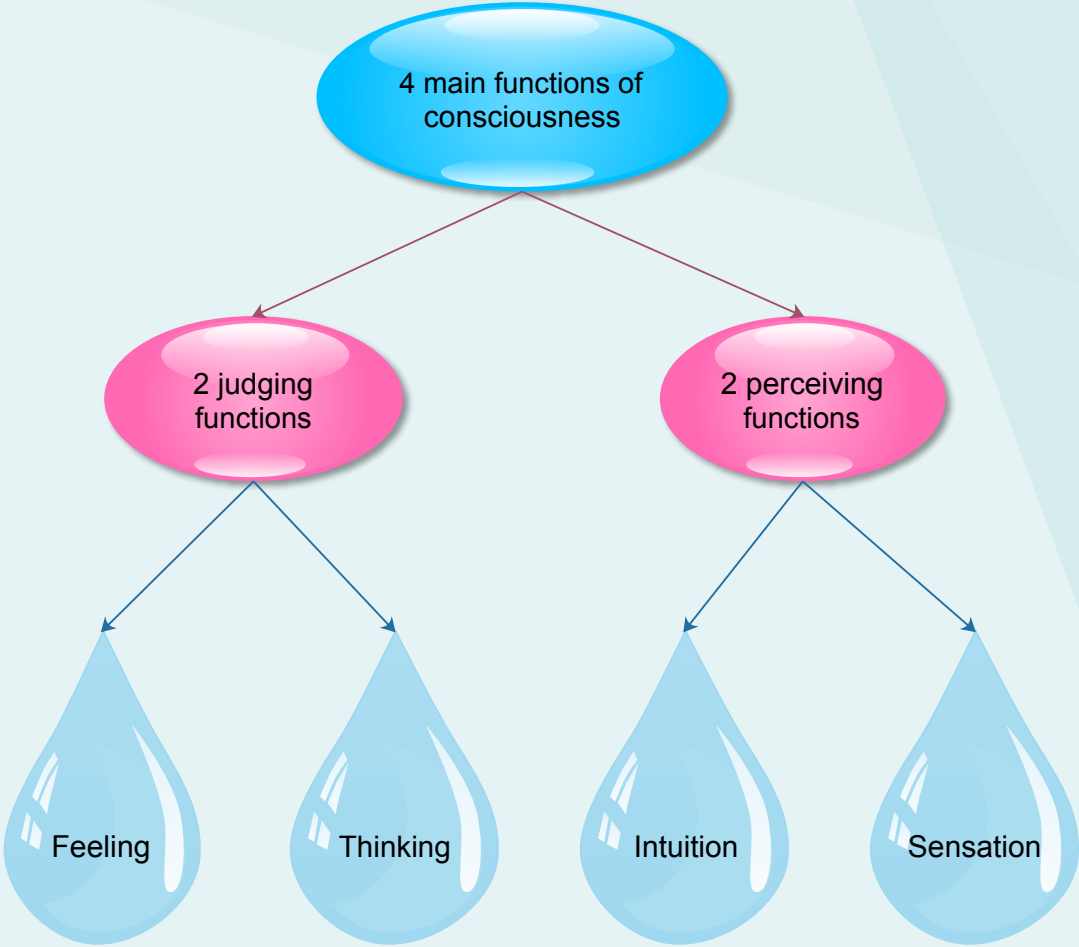 4 main functions of
consciousness
2 judging
functions
2 perceiving
functions
Feeling
Thinking
Intuition
Sensation